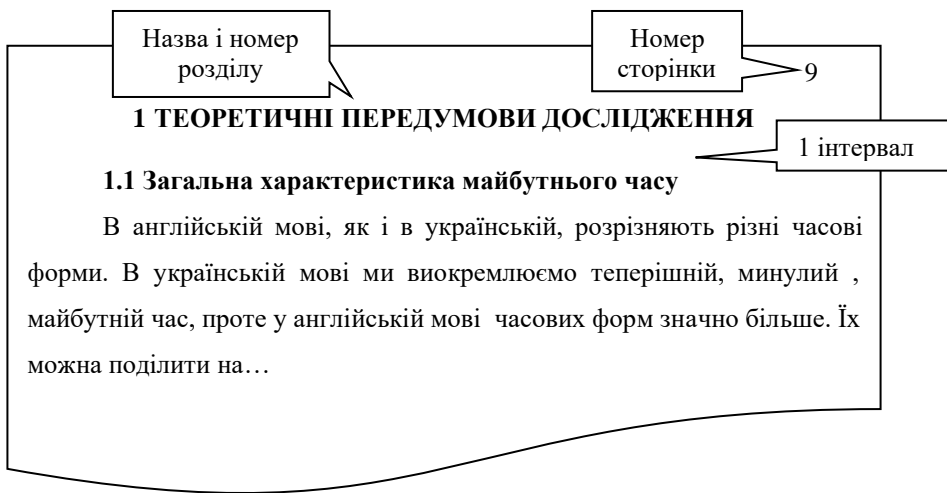 Назва і номер
розділу
Номер
сторінки
9
1 ТЕОРЕТИЧНІ ПЕРЕДУМОВИ ДОСЛІДЖЕННЯ
1 інтервал
1.1 Загальна характеристика майбутнього часу
В англійській мові, як і в українській, розрізняють різні часові
форми. В українській мові ми виокремлюємо теперішній, минулий ,
майбутній час, проте у англійській мові часових форм значно більше. Їх
можна поділити на…